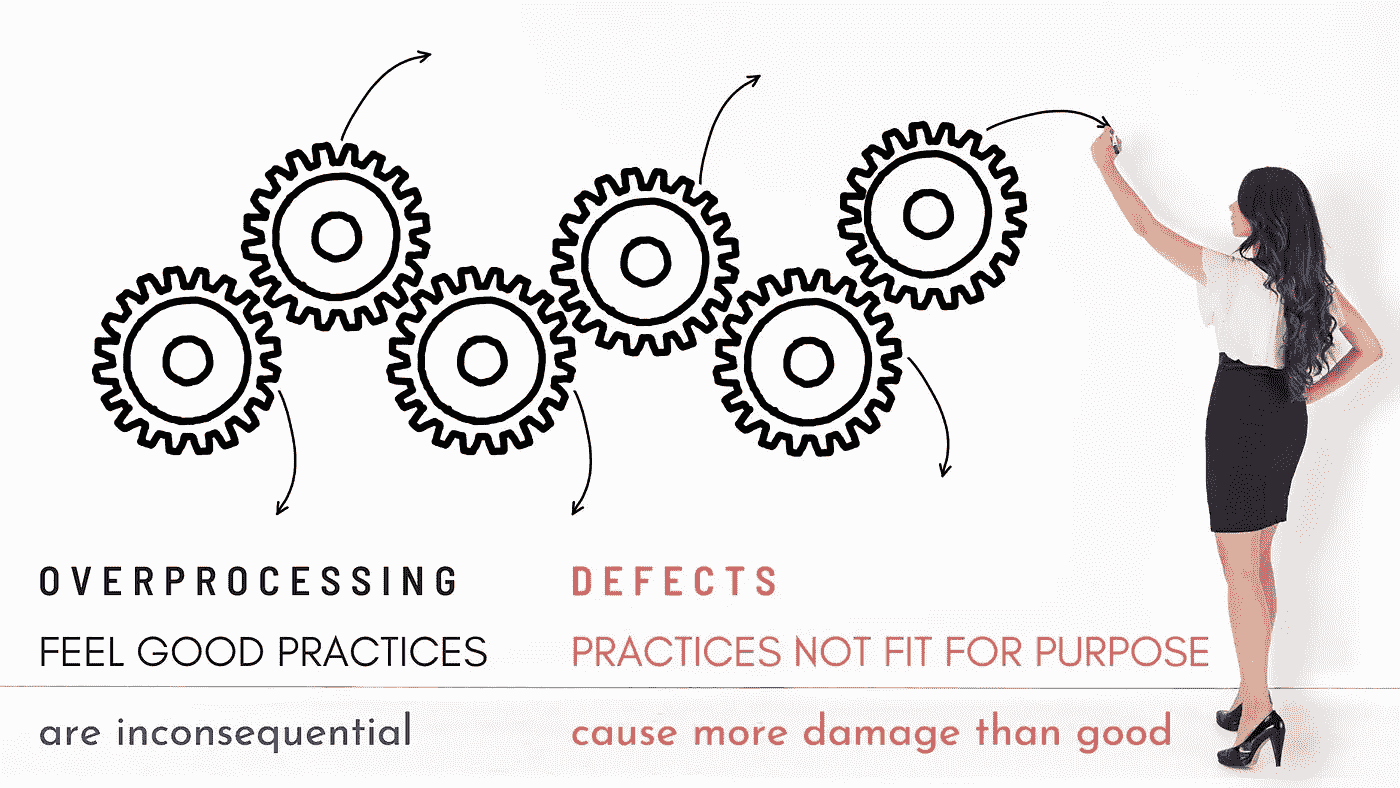 OVERPROCESSING
FEEL GOOD PRACTICES
are inconsequential
DEFECTS
PRACTICES NOT FIT FOR PURPOSE
cause more damage than good